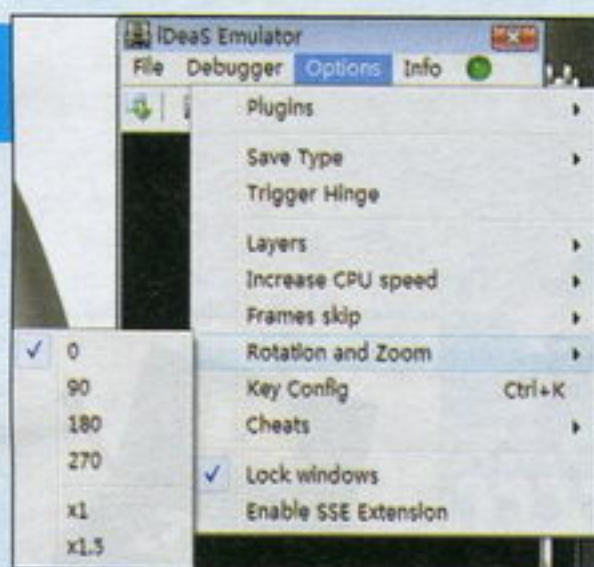 iDeaS Emulator
File Debugger Options Info
Plugins
Save Type
Trigger Hinge
Layers
Increase CPU speed
Frames skip
Rotation and Zoom
Key Config Ctrl+K
Cheats
Lock windows
Enable SSE Extension
0
90
180
270
x1
x1.5